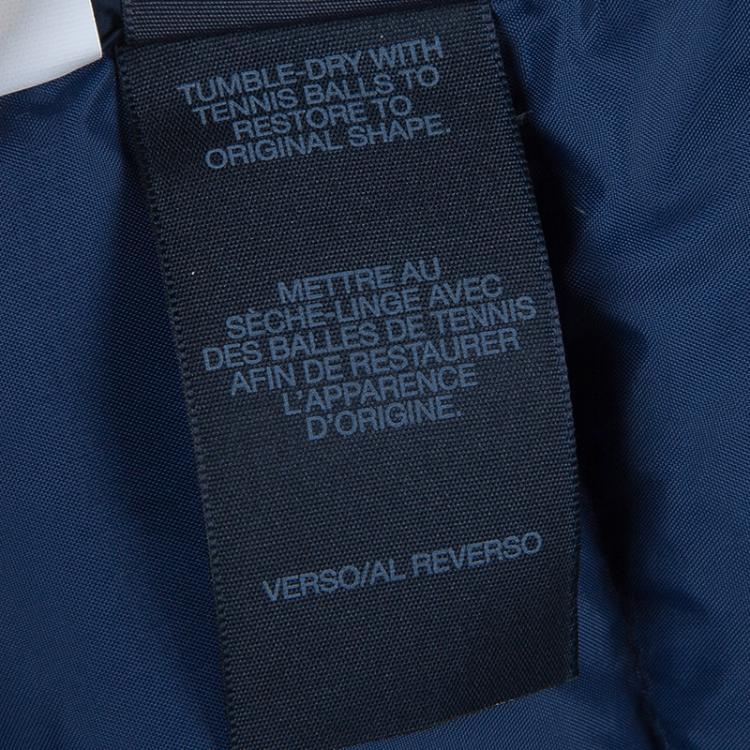 TUMBLE-DRY WITH
TENNIS BALLS TO
RESTORE TO
ORIGINAL SHAPE.
METTRE AU
SÈCHE-LINGE AVEC
DES BALLES DE TENNIS
AFIN DE RESTAURER
L'APPARENCE
D'ORIGINE.
VERSO/AL REVERSO